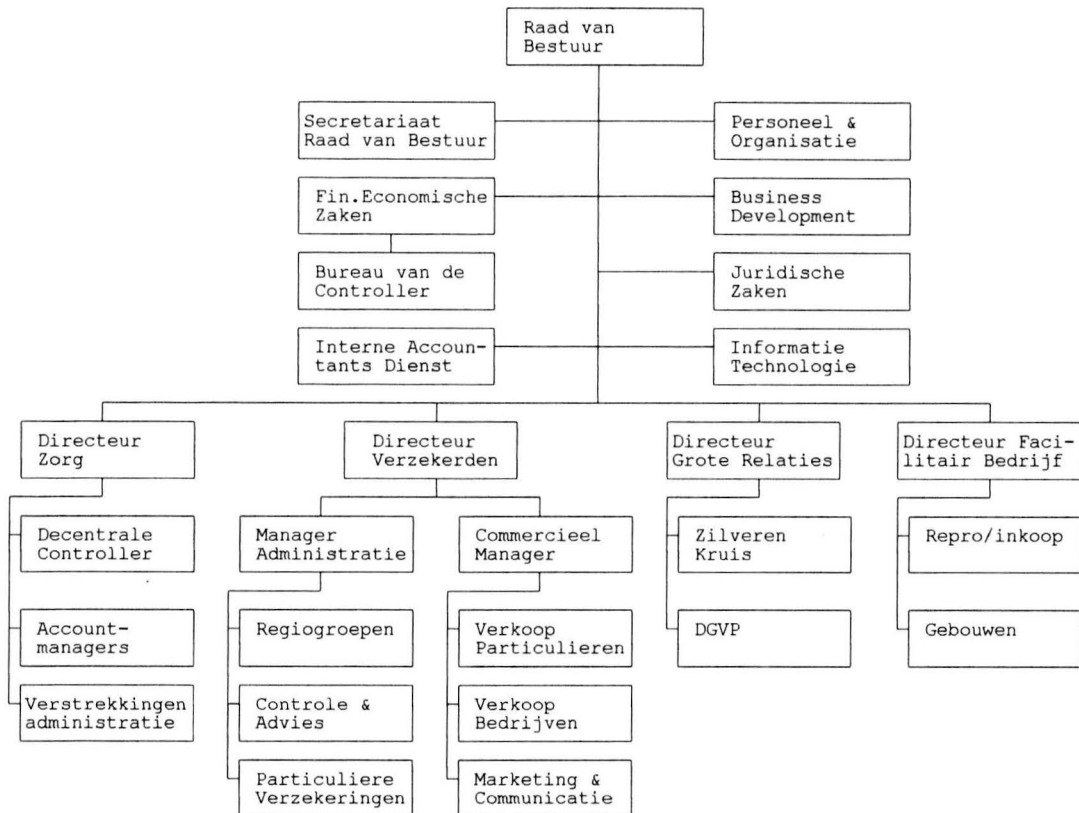 Raad van
Bestuur
Secretariaat
Raad van Bestuur
Personeel &
Organisatie
Fin.Economische
Zaken
Business
Development
Bureau van de
Controller
Juridische
Zaken
Interne Accoun-
tants Dienst
Informatie
Technologie
Directeur
Zorg
Directeur
Verzekerden
Directeur
Grote Relaties
Directeur Faci-
litair Bedrijf
Decentrale
Controller
Manager
Administratie
Commercieel
Manager
Zilveren
Kruis
Repro/inkoop
Account-
managers
Regiogroepen
Verkoop
Particulieren
DGVP
Gebouwen
Verstrekkingen
administratie
Controle &
Advies
Verkoop
Bedrijven
Particuliere
Verzekeringen
Marketing &
Communicatie